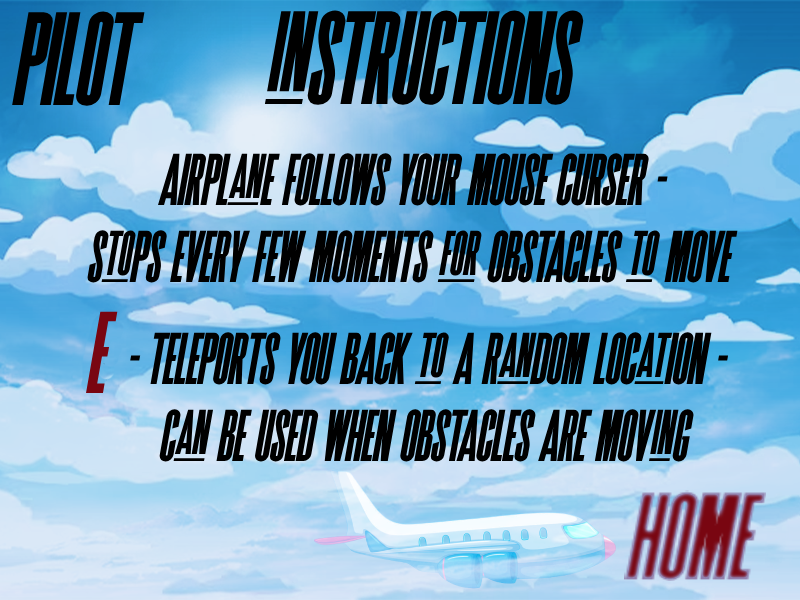 PILOT
INSTRUCTIONS
AIRPLANE FOLLOWS YOUR MOUSE CURSER -
STOPS EVERY FEW MOMENTS FOR OBSTACLES TO MOVE
E - TELEPORTS YOU BACK TO A RANDOM LOCATION -
CAN BE USED WHEN OBSTACLES ARE MOVING
HOME